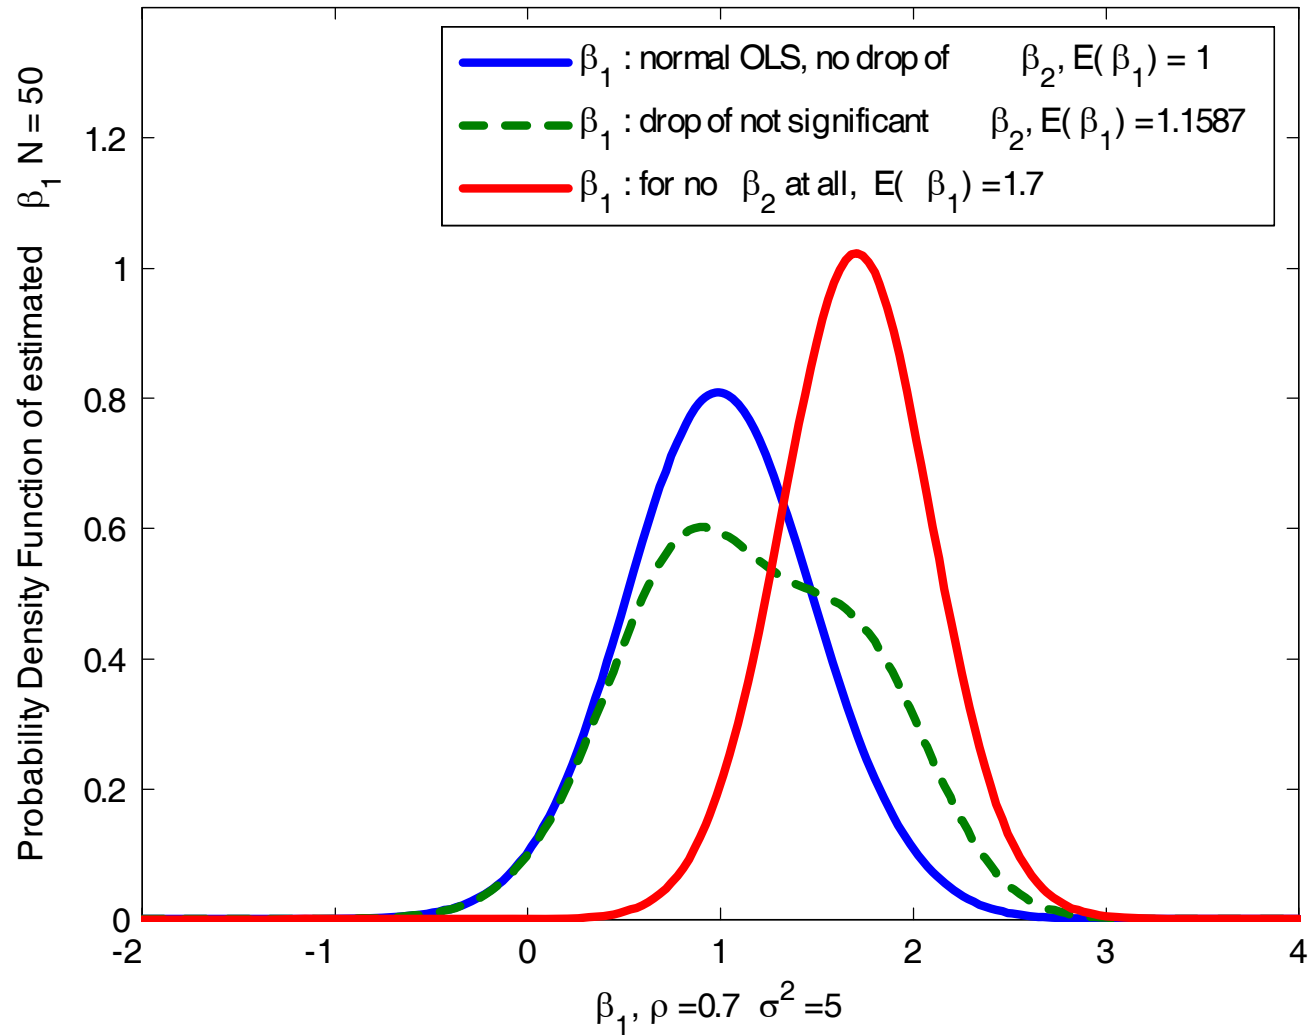 β₁ : normal OLS, no drop of β₂, E( β₁) = 1
β₁ : drop of not significant β₂, E( β₁) =1.1587
β₁ : for no β₂ at all, E( β₁) =1.7
Probability Density Function of estimated β₁ N = 50
1.2
1
0.8
0.6
0.4
0.2
0
-2 -1 0 1 2 3 4
β₁, ρ =0.7 σ² =5